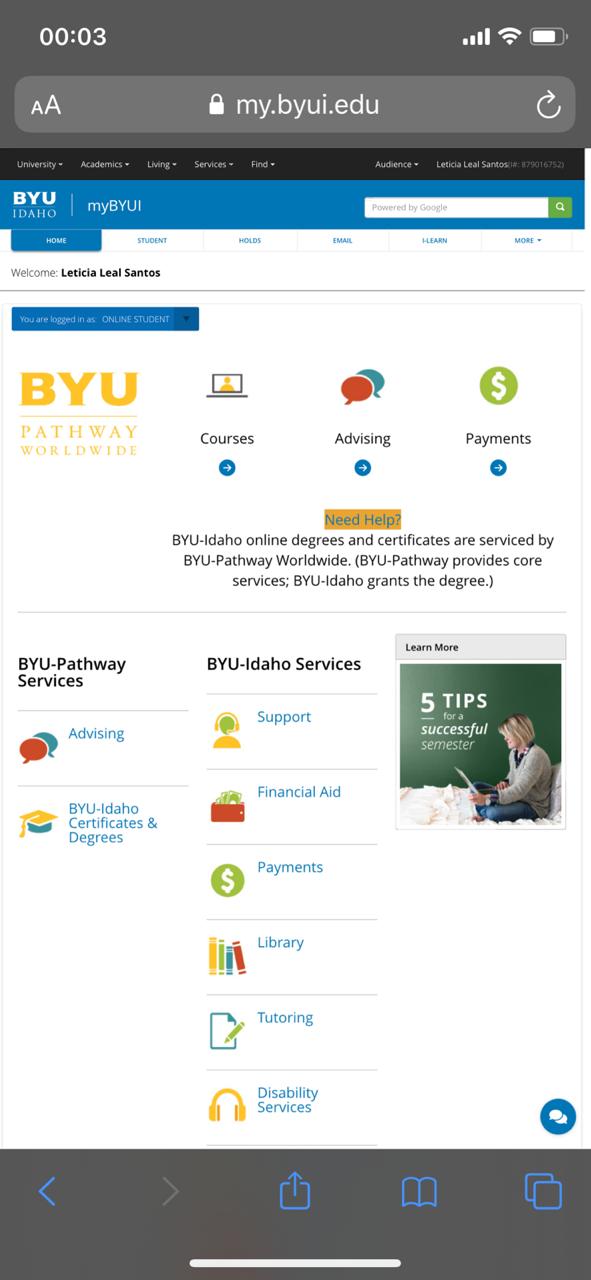 00:03
AA my.byui.edu
University Academics Living Services Find Audience Leticia Leal Santos(I#: 879016752)
BYU
IDAHO
myBYUI
Powered by Google
HOME STUDENT HOLDS EMAIL I-LEARN MORE
Welcome: Leticia Leal Santos
You are logged in as: ONLINE STUDENT
BYU
PATHWAY
WORLDWIDE
Courses Advising Payments
Need Help?
BYU-Idaho online degrees and certificates are serviced by
BYU-Pathway Worldwide. (BYU-Pathway provides core
services; BYU-Idaho grants the degree.)
BYU-Pathway
Services
Advising
BYU-Idaho
Certificates &
Degrees
BYU-Idaho Services
Support
Financial Aid
Payments
Library
Tutoring
Disability
Services
Learn More
5 TIPS
for a
successful
semester